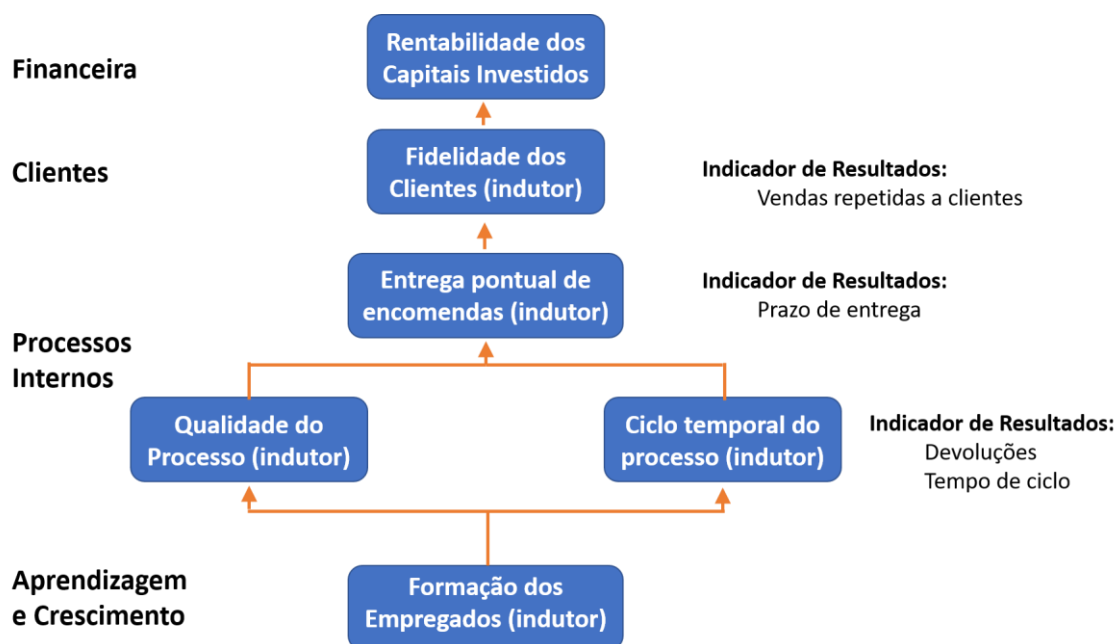 Financeira
Rentabilidade dos
Capitais Investidos
Clientes
Fidelidade dos
Clientes (indutor)
Indicador de Resultados:
Vendas repetidas a clientes
Entrega pontual de
encomendas (indutor)
Indicador de Resultados:
Prazo de entrega
Processos
Internos
Qualidade do
Processo (indutor)
Ciclo temporal do
processo (indutor)
Indicador de Resultados:
Devoluções
Tempo de ciclo
Aprendizagem
e Crescimento
Formação dos
Empregados (indutor)